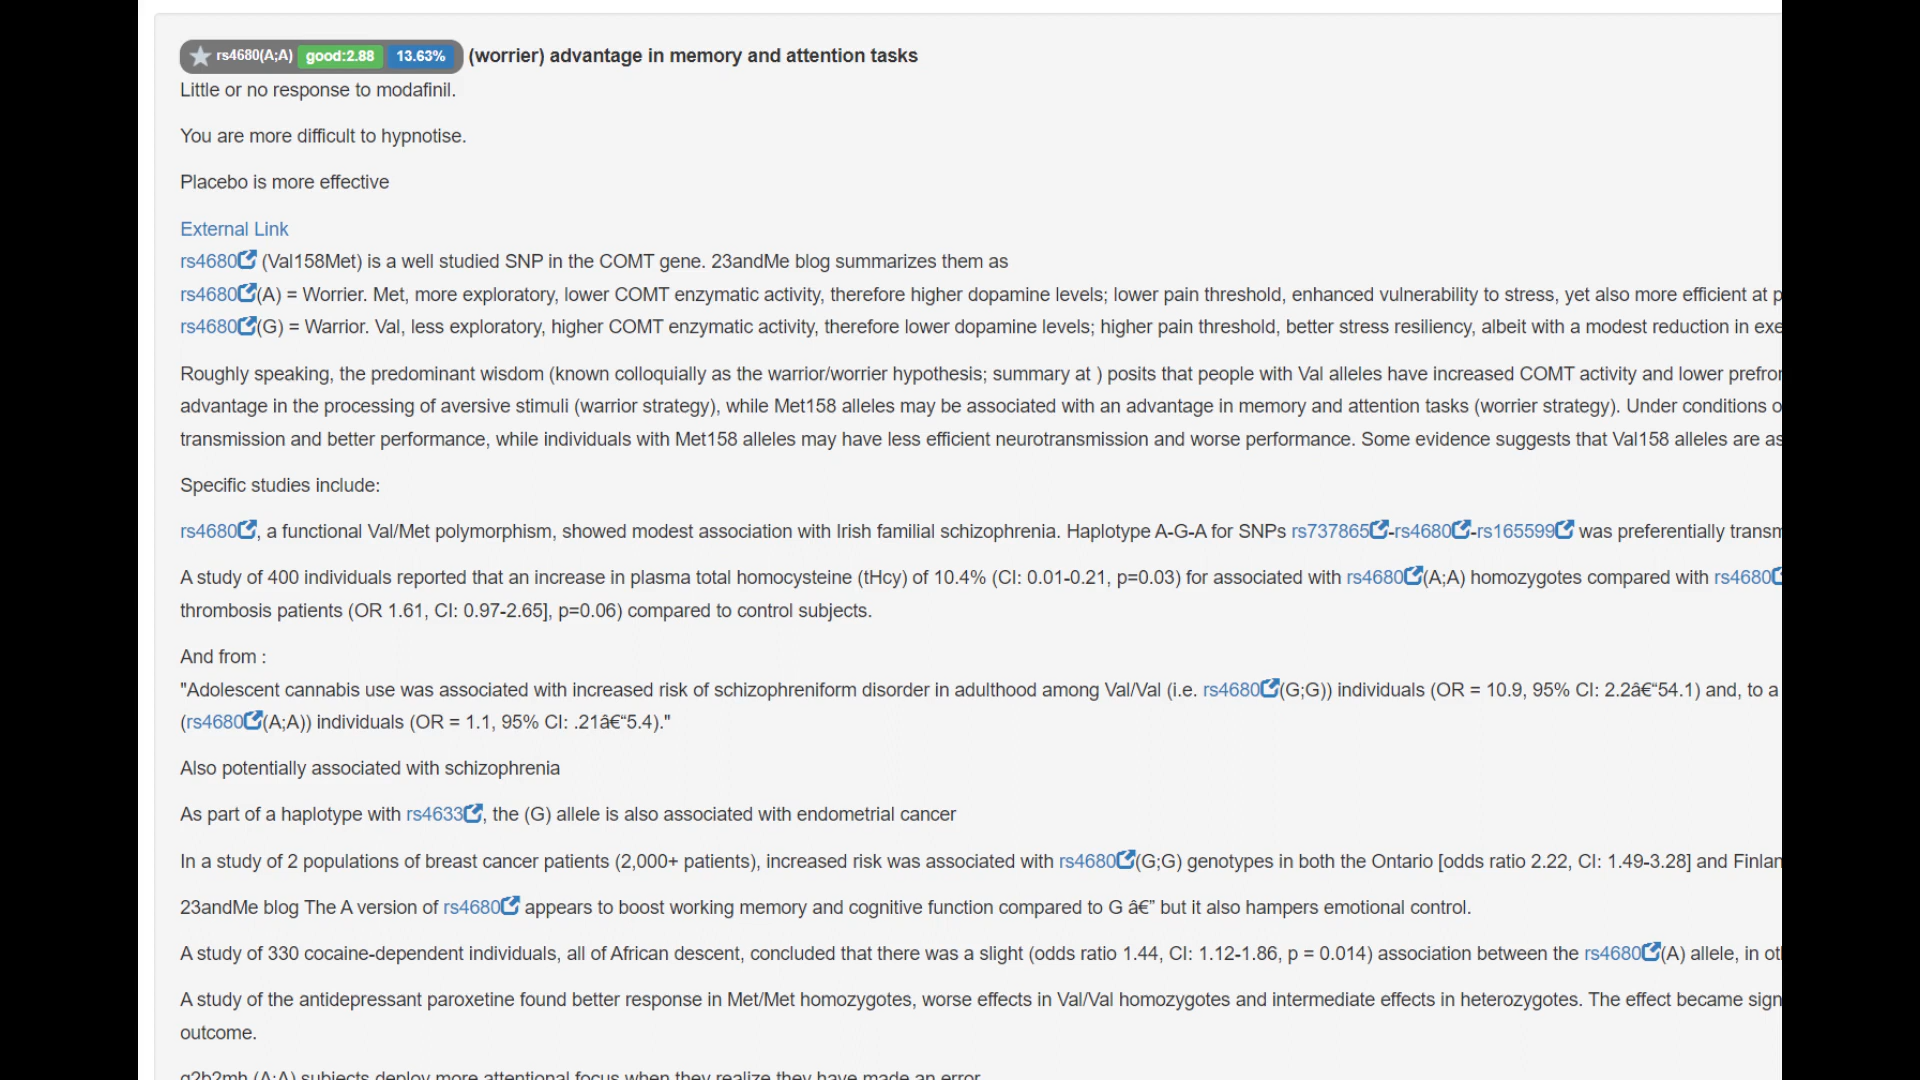 rs4680(A;A) good:2.88 13.63% (worrier) advantage in memory and attention tasks
Little or no response to modafinil.
You are more difficult to hypnotise.
Placebo is more effective
External Link
rs4680 (Val158Met) is a well studied SNP in the COMT gene. 23andMe blog summarizes them as
rs4680(A) = Worrier. Met, more exploratory, lower COMT enzymatic activity, therefore higher dopamine levels; lower pain threshold, enhanced vulnerability to stress, yet also more efficient at p
rs4680(G) = Warrior. Val, less exploratory, higher COMT enzymatic activity, therefore lower dopamine levels; higher pain threshold, better stress resiliency, albeit with a modest reduction in exe
Roughly speaking, the predominant wisdom (known colloquially as the warrior/worrier hypothesis; summary at ) posits that people with Val alleles have increased COMT activity and lower prefror
advantage in the processing of aversive stimuli (warrior strategy), while Met158 alleles may be associated with an advantage in memory and attention tasks (worrier strategy). Under conditions o
transmission and better performance, while individuals with Met158 alleles may have less efficient neurotransmission and worse performance. Some evidence suggests that Val158 alleles are as
Specific studies include:
rs4680, a functional Val/Met polymorphism, showed modest association with Irish familial schizophrenia. Haplotype A-G-A for SNPs rs737865-rs4680-rs165599 was preferentially transm
A study of 400 individuals reported that an increase in plasma total homocysteine (tHcy) of 10.4% (CI: 0.01-0.21, p=0.03) for associated with rs4680(A;A) homozygotes compared with rs4680
thrombosis patients (OR 1.61, CI: 0.97-2.65], p=0.06) compared to control subjects.
And from :
"Adolescent cannabis use was associated with increased risk of schizophreniform disorder in adulthood among Val/Val (i.e. rs4680(G;G)) individuals (OR = 10.9, 95% CI: 2.2â€“54.1) and, to a
(rs4680(A;A)) individuals (OR = 1.1, 95% CI: .21â€“5.4)."
Also potentially associated with schizophrenia
As part of a haplotype with rs4633, the (G) allele is also associated with endometrial cancer
In a study of 2 populations of breast cancer patients (2,000+ patients), increased risk was associated with rs4680(G;G) genotypes in both the Ontario [odds ratio 2.22, CI: 1.49-3.28] and Finlan
23andMe blog The A version of rs4680 appears to boost working memory and cognitive function compared to G â€” but it also hampers emotional control.
A study of 330 cocaine-dependent individuals, all of African descent, concluded that there was a slight (odds ratio 1.44, CI: 1.12-1.86, p = 0.014) association between the rs4680(A) allele, in ot
A study of the antidepressant paroxetine found better response in Met/Met homozygotes, worse effects in Val/Val homozygotes and intermediate effects in heterozygotes. The effect became sign
outcome.
g2b2mh (A;A) subjects deploy more attentional focus when they realize they have made an error